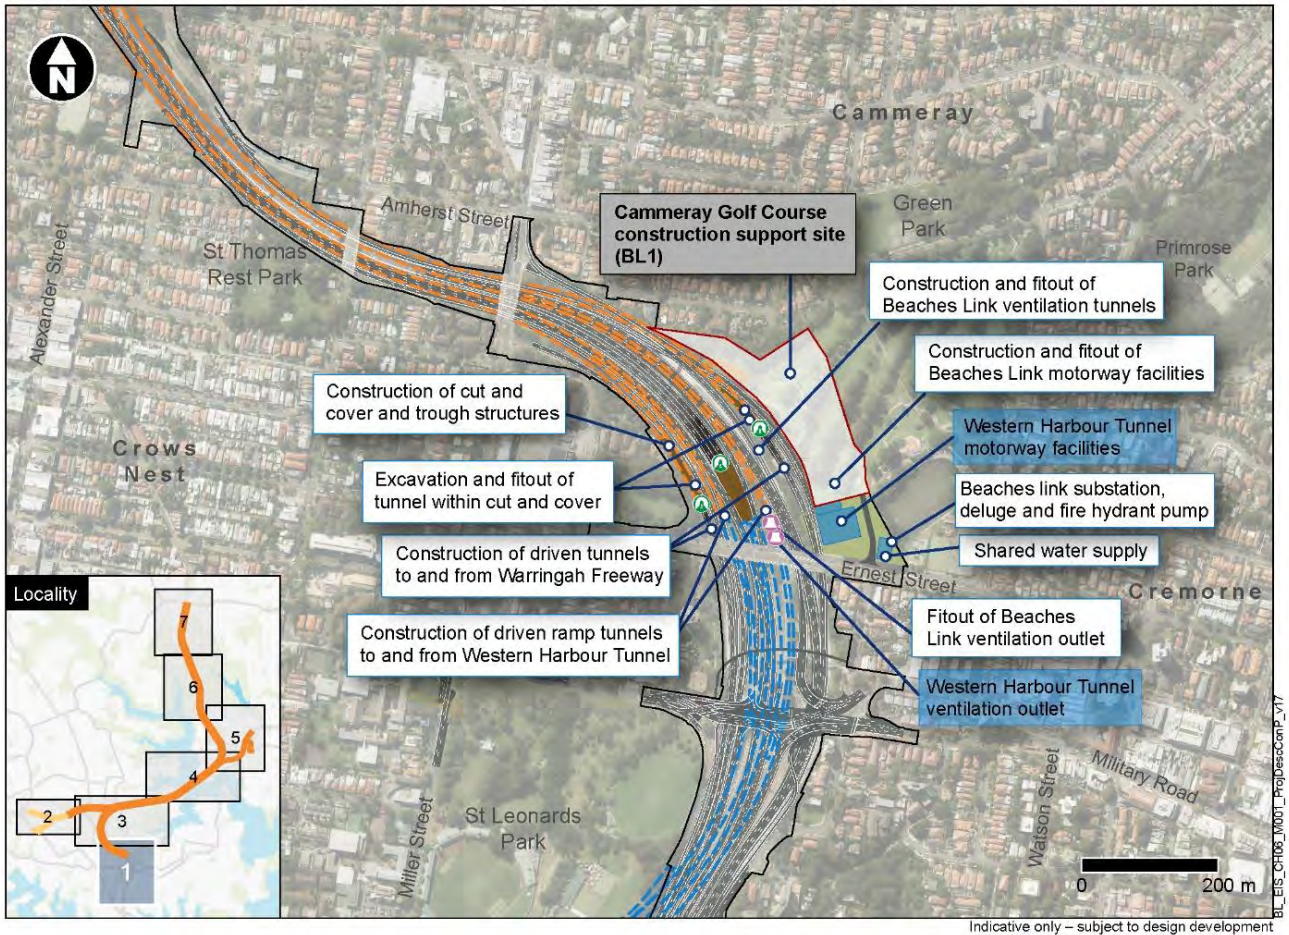 N
Cammeray
Amherst Street
Cammeray Golf Course
construction support site
(BL1)
Green
Park
Primrose
Park
Alexander Street
St Thomas
Rest Park
Construction and fitout of
Beaches Link ventilation tunnels
Construction and fitout of
Beaches Link motorway facilities
Construction of cut and
cover and trough structures
Western Harbour Tunnel
motorway facilities
Crows
Nest
Excavation and fitout of
tunnel within cut and cover
Beaches link substation,
deluge and fire hydrant pump
Construction of driven tunnels
to and from Warringah Freeway
Shared water supply
Ernest Street
Cremorne
Locality
7
6
5
4
2
3
1
Construction of driven ramp tunnels
to and from Western Harbour Tunnel
Fitout of Beaches
Link ventilation outlet
Western Harbour Tunnel
ventilation outlet
Military Road
Watson Street
Miller Street
St Leonards
Park
0 200 m
BL_EIS_CH06_M001_ProjDescConP_v17
Indicative only – subject to design development